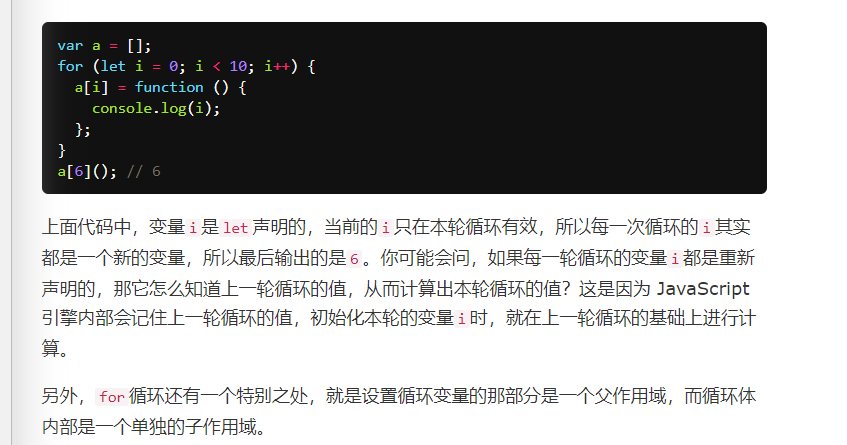 var a = [];
for (let i = 0; i < 10; i++) {
  a[i] = function () {
    console.log(i);
  };
}
a[6](); // 6
上面代码中，变量i是let声明的，当前的i只在本轮循环有效，所以每一次循环的i其实
都是一个新的变量，所以最后输出的是6。你可能会问，如果每一轮循环的变量i都是重新
声明的，那它怎么知道上一轮循环的值，从而计算出本轮循环的值？这是因为 JavaScript
引擎内部会记住上一轮循环的值，初始化本轮的变量i时，就在上一轮循环的基础上进行计
算。
另外，for循环还有一个特别之处，就是设置循环变量的那部分是一个父作用域，而循环体
内部是一个单独的子作用域。